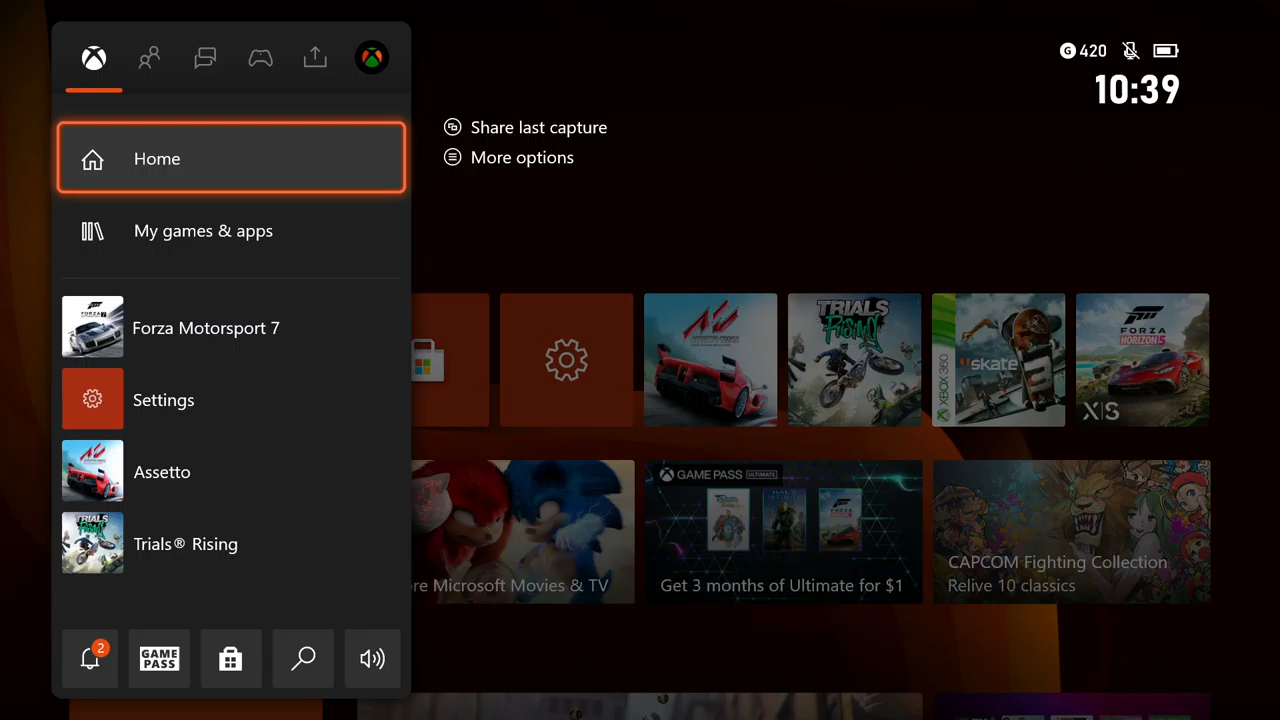 G 420
10:39
Share last capture
More options
Home
My games & apps
Forza Motorsport 7
Settings
Assetto
Trials® Rising
2
GAME
PASS
TRIALS
RISING
XBOX 360
skate
FORZA
HORIZON 5
X|S
re Microsoft Movies & TV
GAME PASS ULTIMATE
Get 3 months of Ultimate for $1
CAPCOM Fighting Collection
Relive 10 classics